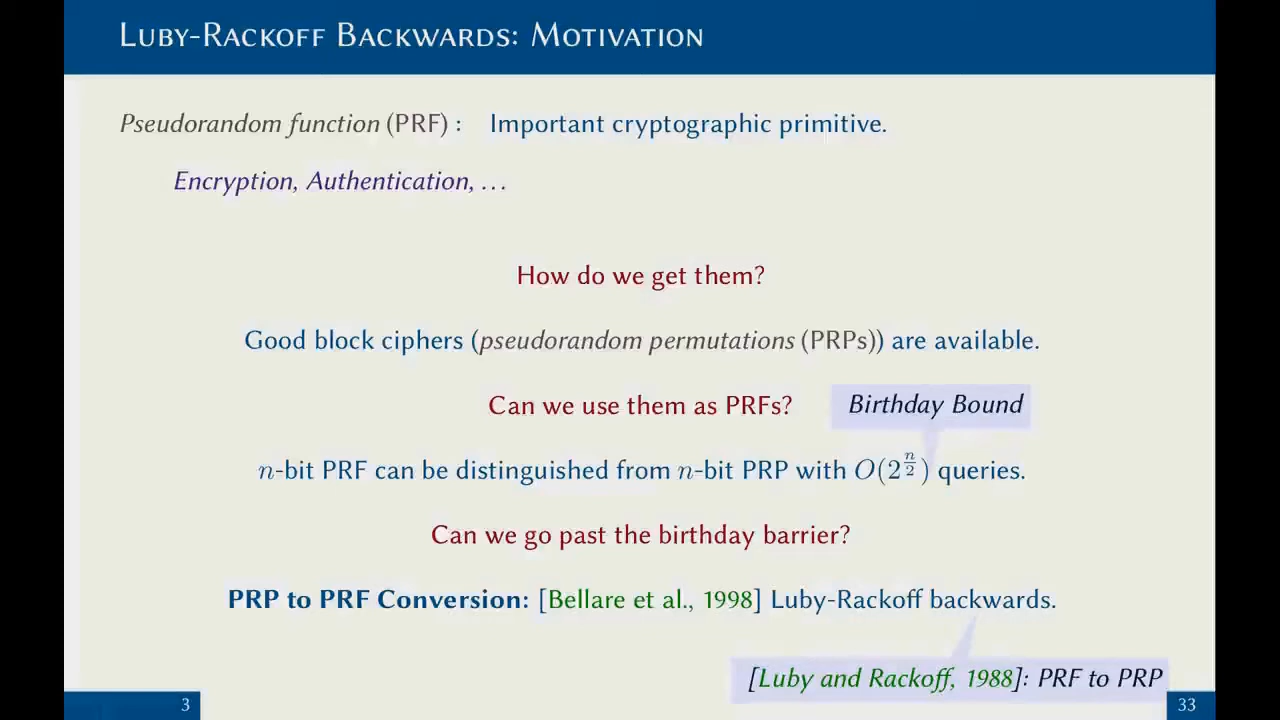 Luby-Rackoff Backwards: Motivation
Pseudorandom function (PRF) : Important cryptographic primitive.
Encryption, Authentication, …
How do we get them?
Good block ciphers (pseudorandom permutations (PRPs)) are available.
Can we use them as PRFs? Birthday Bound
n-bit PRF can be distinguished from n-bit PRP with O(2^{n/2}) queries.
Can we go past the birthday barrier?
PRP to PRF Conversion: [Bellare et al., 1998] Luby-Rackoff backwards.
[Luby and Rackoff, 1988]: PRF to PRP
3 33